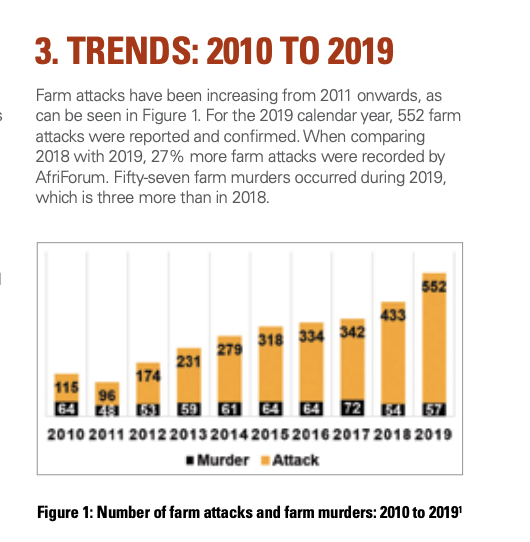 3. TRENDS: 2010 TO 2019
Farm attacks have been increasing from 2011 onwards, as
can be seen in Figure 1. For the 2019 calendar year, 552 farm
attacks were reported and confirmed. When comparing
2018 with 2019, 27% more farm attacks were recorded by
AfriForum. Fifty-seven farm murders occurred during 2019,
which is three more than in 2018.
552
433
318 334 342
279
231
174
115
96
64 48 53 59 61 64 64 72 54 57
2010 2011 2012 2013 2014 2015 2016 2017 2018 2019
Murder Attack
Figure 1: Number of farm attacks and farm murders: 2010 to 2019¹